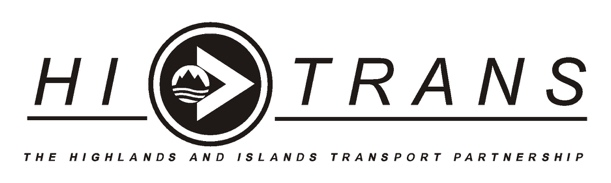 HI TRANS
THE HIGHLANDS AND ISLANDS TRANSPORT PARTNERSHIP